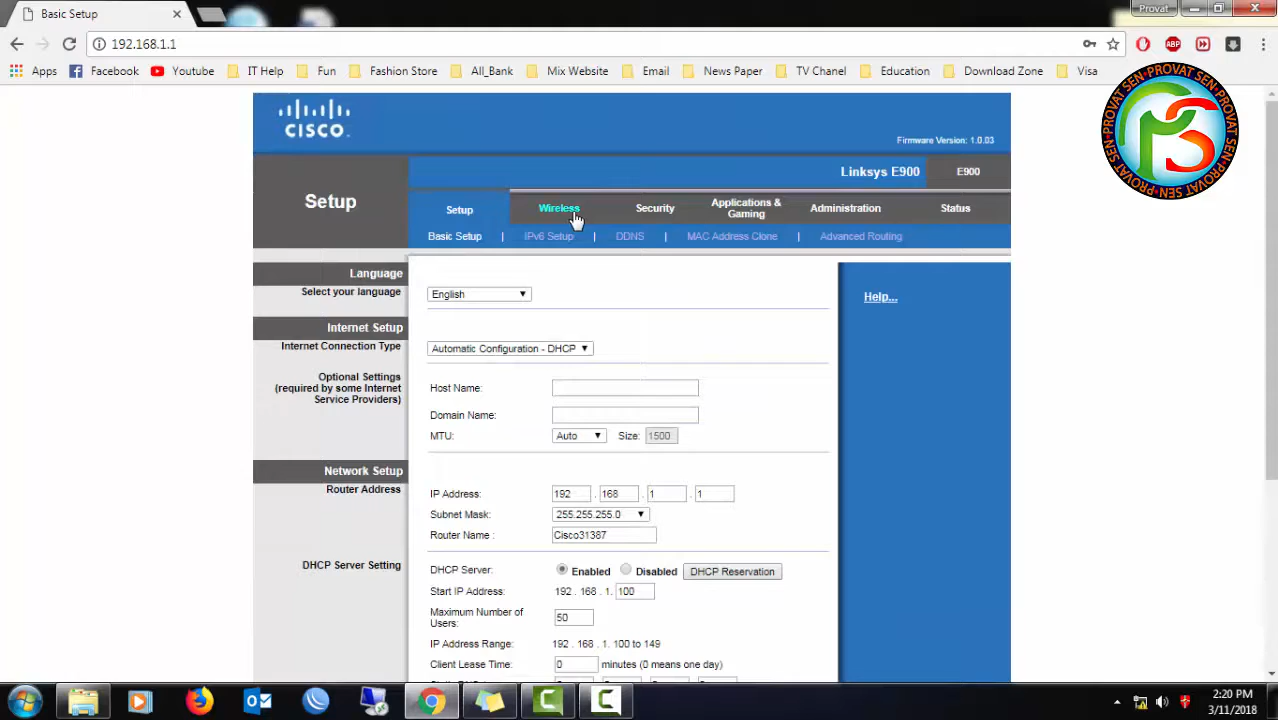 Basic Setup
Provat
192.168.1.1
Apps Facebook Youtube IT Help Fun Fashion Store All_Bank Mix Website Email News Paper TV Chanel Education Download Zone Visa
PROVAT SEN PROVAT SEN
CISCO
Firmware Version: 1.0.03
Linksys E900 E900
Setup
Setup Wireless Security Applications & Gaming Administration Status
Basic Setup | IPv6 Setup | DDNS | MAC Address Clone | Advanced Routing
Language
Select your language English
Help...
Internet Setup
Internet Connection Type Automatic Configuration - DHCP
Optional Settings
(required by some Internet
Service Providers)
Host Name:
Domain Name:
MTU: Auto Size: 1500
Network Setup
Router Address
IP Address: 192 . 168 . 1 . 1
Subnet Mask: 255.255.255.0
Router Name : Cisco31387
DHCP Server Setting
DHCP Server: Enabled Disabled DHCP Reservation
Start IP Address: 192 . 168 . 1. 100
Maximum Number of
Users: 50
IP Address Range: 192 . 168 . 1. 100 to 149
Client Lease Time: 0 minutes (0 means one day)
2:20 PM
3/11/2018